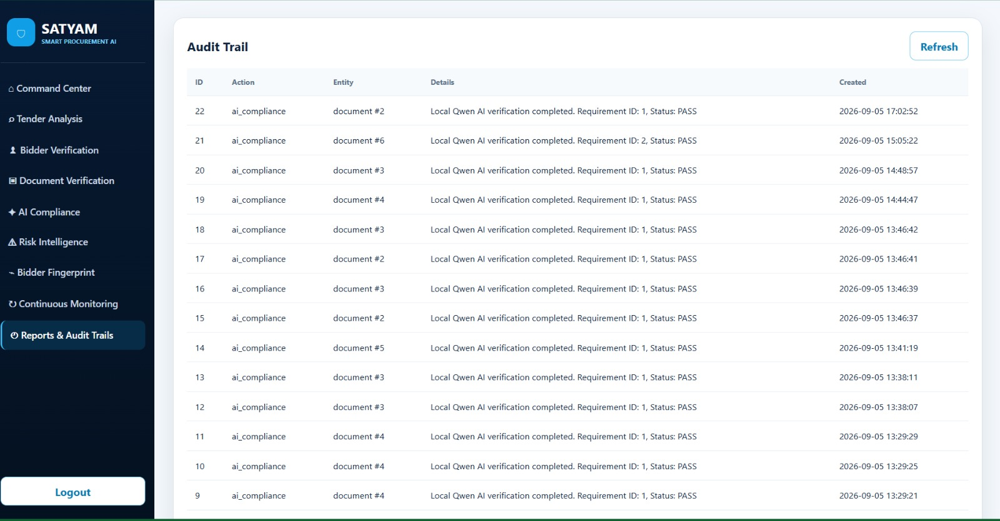 SATYAM
SMART PROCUREMENT AI
Command Center
Tender Analysis
Bidder Verification
Document Verification
AI Compliance
Risk Intelligence
Bidder Fingerprint
Continuous Monitoring
Reports & Audit Trails
Logout
Audit Trail
Refresh
ID Action Entity Details Created
22 ai_compliance document #2 Local Qwen AI verification completed. Requirement ID: 1, Status: PASS 2026-09-05 17:02:52
21 ai_compliance document #6 Local Qwen AI verification completed. Requirement ID: 2, Status: PASS 2026-09-05 15:05:22
20 ai_compliance document #3 Local Qwen AI verification completed. Requirement ID: 1, Status: PASS 2026-09-05 14:48:57
19 ai_compliance document #4 Local Qwen AI verification completed. Requirement ID: 1, Status: PASS 2026-09-05 14:44:47
18 ai_compliance document #3 Local Qwen AI verification completed. Requirement ID: 1, Status: PASS 2026-09-05 13:46:42
17 ai_compliance document #2 Local Qwen AI verification completed. Requirement ID: 1, Status: PASS 2026-09-05 13:46:41
16 ai_compliance document #3 Local Qwen AI verification completed. Requirement ID: 1, Status: PASS 2026-09-05 13:46:39
15 ai_compliance document #2 Local Qwen AI verification completed. Requirement ID: 1, Status: PASS 2026-09-05 13:46:37
14 ai_compliance document #5 Local Qwen AI verification completed. Requirement ID: 1, Status: PASS 2026-09-05 13:41:19
13 ai_compliance document #3 Local Qwen AI verification completed. Requirement ID: 1, Status: PASS 2026-09-05 13:38:11
12 ai_compliance document #3 Local Qwen AI verification completed. Requirement ID: 1, Status: PASS 2026-09-05 13:38:07
11 ai_compliance document #4 Local Qwen AI verification completed. Requirement ID: 1, Status: PASS 2026-09-05 13:29:29
10 ai_compliance document #4 Local Qwen AI verification completed. Requirement ID: 1, Status: PASS 2026-09-05 13:29:25
9 ai_compliance document #4 Local Qwen AI verification completed. Requirement ID: 1, Status: PASS 2026-09-05 13:29:21